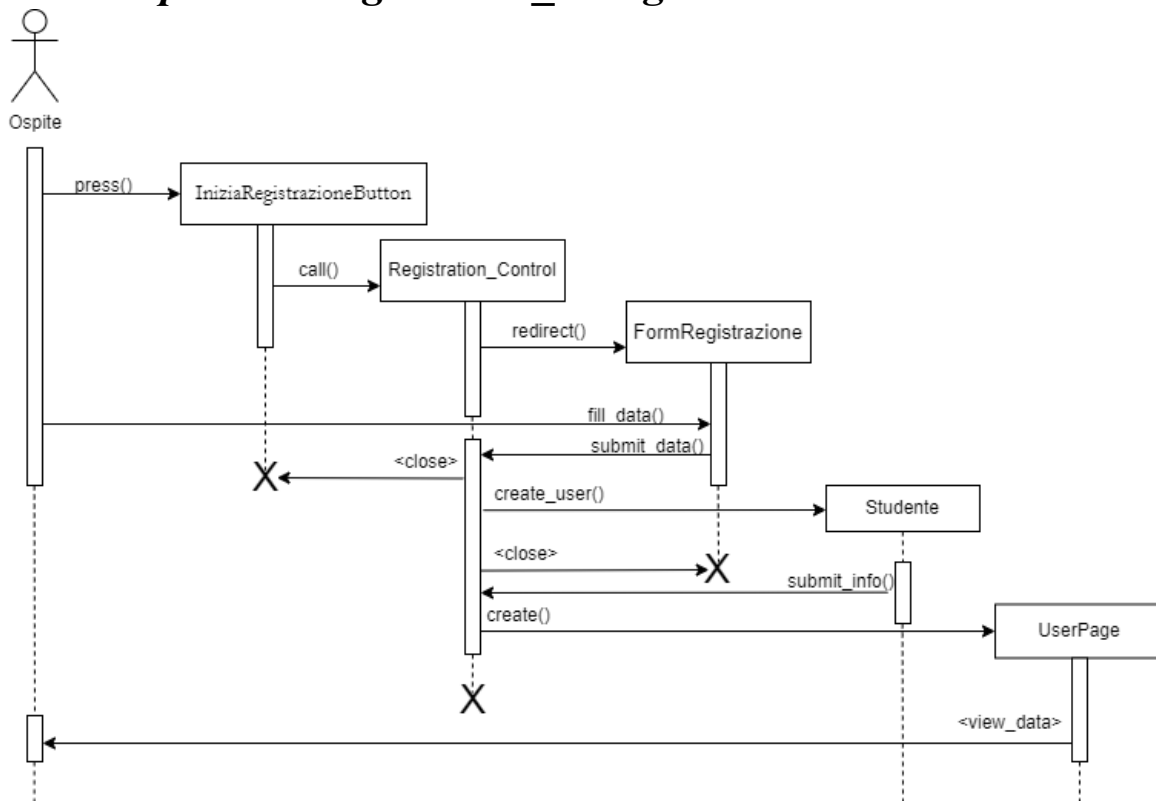 Ospite
press()
IniziaRegistrazioneButton
call()
Registration_Control
redirect()
FormRegistrazione
fill_data()
submit_data()
<close>
create_user()
Studente
<close>
submit_info()
create()
UserPage
<view_data>
X
X
X